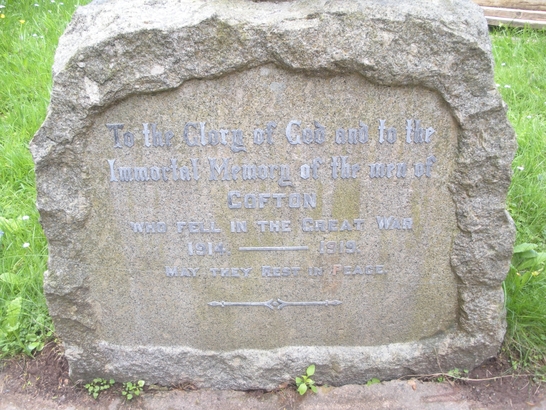 To the Glory of God and to the
Immortal Memory of the men of
COFTON
WHO FELL IN THE GREAT WAR
1914 — 1919.
MAY THEY REST IN PEACE